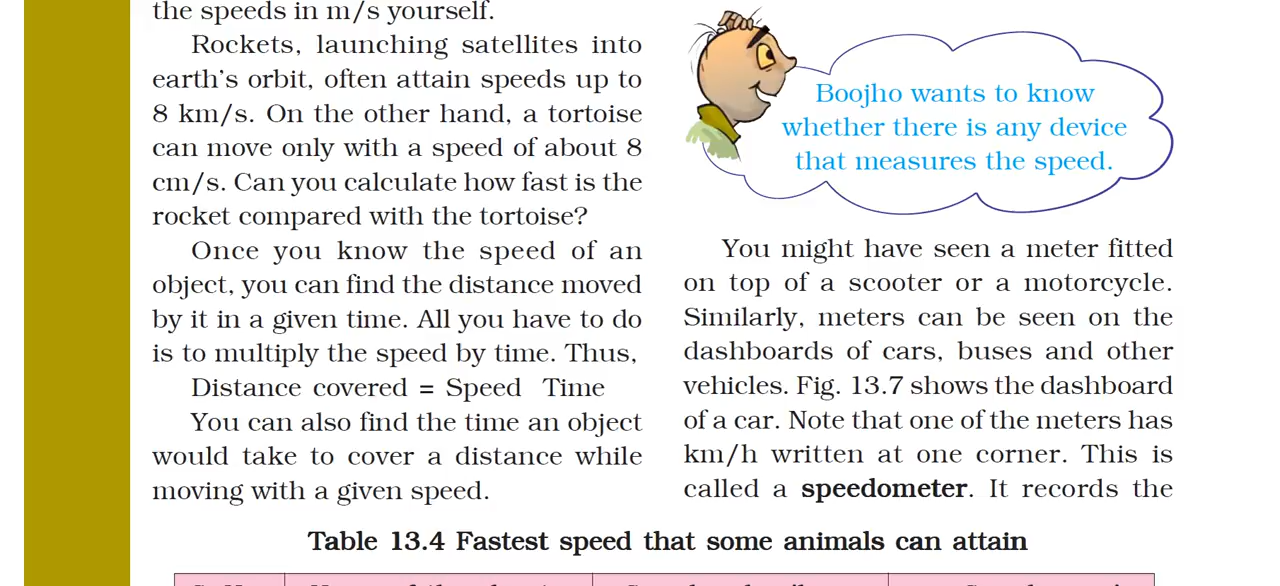 the speeds in m/s yourself.
Rockets, launching satellites into
earth's orbit, often attain speeds up to
8 km/s. On the other hand, a tortoise
can move only with a speed of about 8
cm/s. Can you calculate how fast is the
rocket compared with the tortoise?
Once you know the speed of an
object, you can find the distance moved
by it in a given time. All you have to do
is to multiply the speed by time. Thus,
Distance covered = Speed Time
You can also find the time an object
would take to cover a distance while
moving with a given speed.
Boojho wants to know
whether there is any device
that measures the speed.
You might have seen a meter fitted
on top of a scooter or a motorcycle.
Similarly, meters can be seen on the
dashboards of cars, buses and other
vehicles. Fig. 13.7 shows the dashboard
of a car. Note that one of the meters has
km/h written at one corner. This is
called a speedometer. It records the
Table 13.4 Fastest speed that some animals can attain